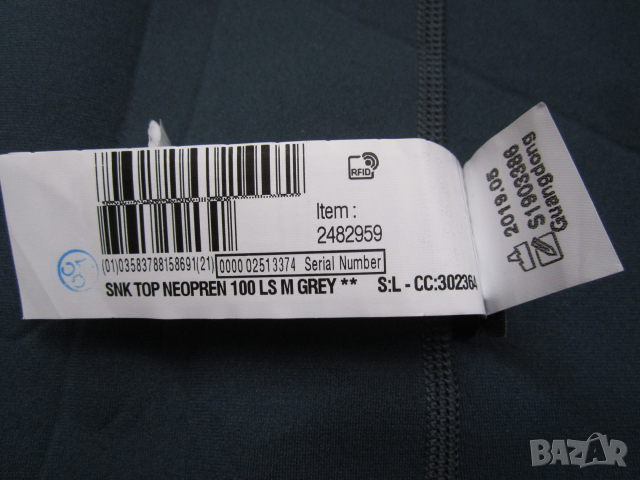 RFID
Item :
2482959
(01)03583788158691(21) 0000 02513374 Serial Number
SNK TOP NEOPREN 100 LS M GREY ** S:L - CC:302364
2019.05
S1903386
Guangdong
BAZAR